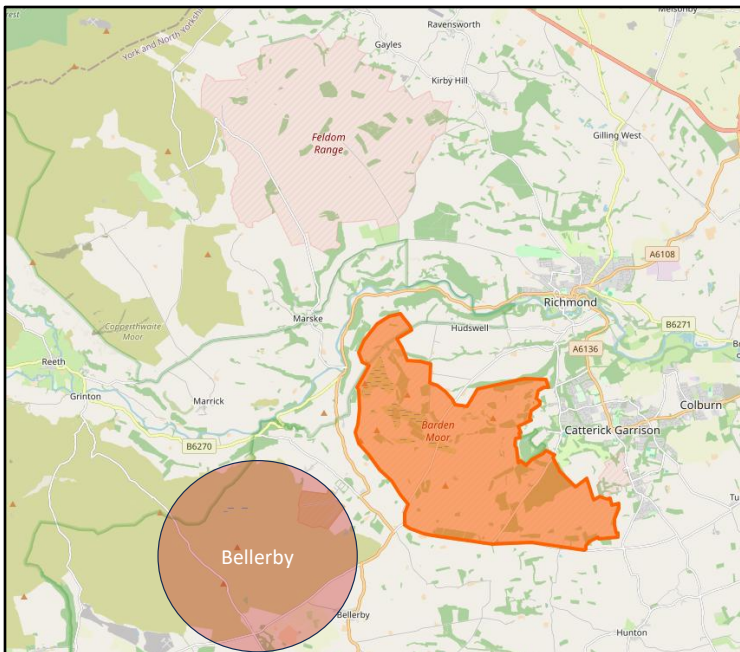 Melsonby
Forest
York and North Yorkshire
Ravensworth
Gayles
Kirby Hill
Feldom
Range
Gilling West
A6108
Richmond
B6271
Marske
Hudswell
Copperthwaite
Moor
A6136
Reeth
Colburn
Marrick
Grinton
Barden
Moor
Catterick Garrison
B6270
Bellerby
Bellerby
Hunton